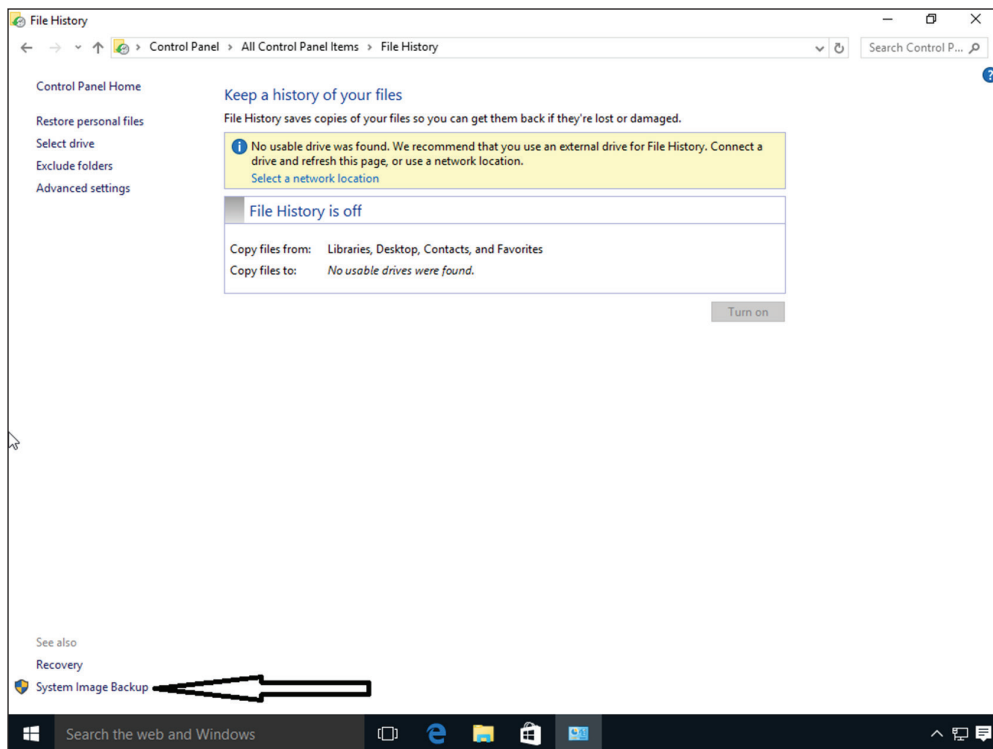 File History
Control Panel > All Control Panel Items > File History
Search Control P...
?
Control Panel Home
Restore personal files
Select drive
Exclude folders
Advanced settings
Keep a history of your files
File History saves copies of your files so you can get them back if they're lost or damaged.
No usable drive was found. We recommend that you use an external drive for File History. Connect a
drive and refresh this page, or use a network location.
Select a network location
File History is off
Copy files from: Libraries, Desktop, Contacts, and Favorites
Copy files to: No usable drives were found.
Turn on
See also
Recovery
System Image Backup
Search the web and Windows